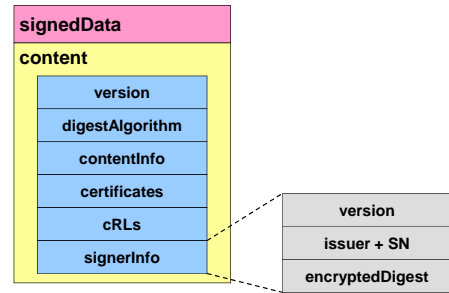 signedData
content
version
digestAlgorithm
contentInfo
certificates
cRLs
signerInfo
version
issuer + SN
encryptedDigest